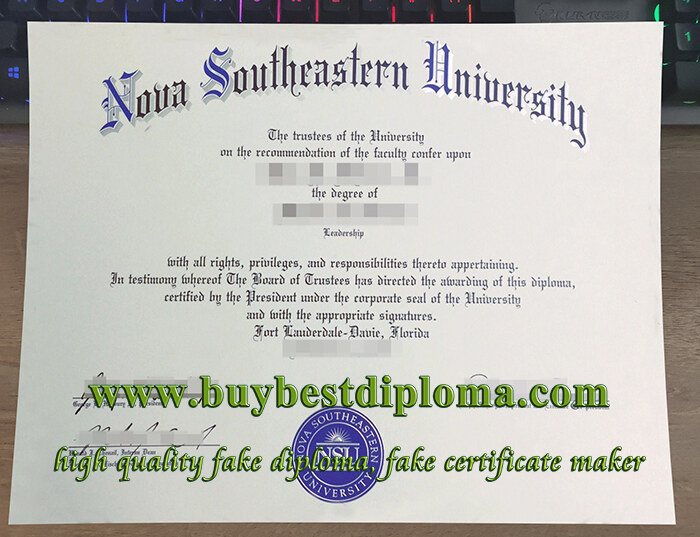 Nova Southeastern University
The trustees of the University
on the recommendation of the faculty confer upon
the degree of
Leadership
with all rights, privileges, and responsibilities thereto appertaining.
In testimony whereof The Board of Trustees has directed the awarding of this diploma,
certified by the President under the corporate seal of the University
and with the appropriate signatures.
Fort Lauderdale-Davie, Florida
www.buybestdiploma.com
NOVA SOUTHEASTERN
NSU
high quality fake diploma, fake certificate maker
UNIVERSITY